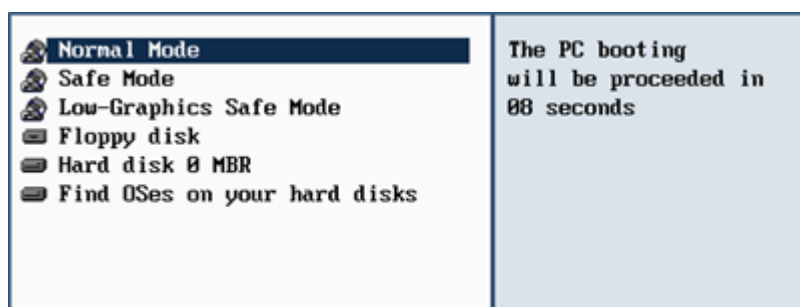 Normal Mode
Safe Mode
Low-Graphics Safe Mode
Floppy disk
Hard disk 0 MBR
Find OSes on your hard disks
The PC booting
will be proceeded in
08 seconds